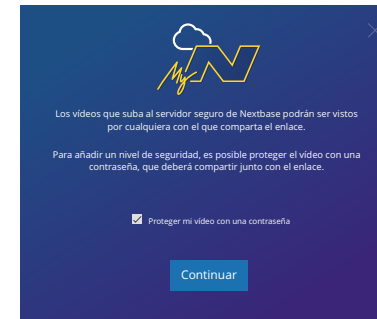 My N
Los vídeos que suba al servidor seguro de Nextbase podrán ser vistos
por cualquiera con el que comparta el enlace.
Para añadir un nivel de seguridad, es posible proteger el vídeo con una
contraseña, que deberá compartir junto con el enlace.
Proteger mi vídeo con una contraseña
Continuar